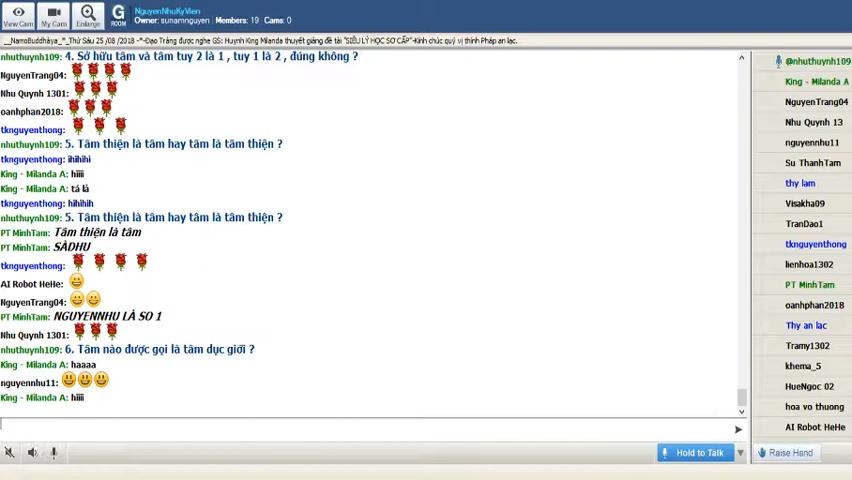 View Cam
My Cam
Enlarge
G
ROOM
NguyenNhuKyVien
Owner: sunamnguyen Members: 19 Cams: 0
__NamoBuddhàya_*_Thứ Sáu 25 /08 /2018 -*-Đạo Tràng được nghe GS: Huynh King Milanda thuyết giảng đề tài "SIÊU LÝ HỌC SƠ CẤP"-Kính chúc quý vị thính Pháp an lạc.
nhuthuynh109: 4. Sở hữu tâm và tâm tuy 2 là 1 , tuy 1 là 2 , đúng không ?
NguyenTrang04:
Nhu Quynh 1301:
oanhphan2018:
tknguyenthong:
nhuthuynh109: 5. Tâm thiện là tâm hay tâm là tâm thiện ?
tknguyenthong: ihihihi
King - Milanda A: hiiii
King - Milanda A: tá lả
tknguyenthong: hihihih
nhuthuynh109: 5. Tâm thiện là tâm hay tâm là tâm thiện ?
PT MinhTam: Tâm thiện là tâm
PT MinhTam: SÀDHU
tknguyenthong:
AI Robot HeHe:
NguyenTrang04:
PT MinhTam: NGUYENNHU LÀ SO 1
Nhu Quynh 1301:
nhuthuynh109: 6. Tâm nào được gọi là tâm dục giới ?
King - Milanda A: haaaa
nguyennhu11:
King - Milanda A: hiiii
@nhuthuynh109
King - Milanda A
NguyenTrang04
Nhu Quynh 13
nguyennhu11
Su ThanhTam
thy lam
Visakha09
TranDao1
tknguyenthong
lienhoa1302
PT MinhTam
oanhphan2018
Thy an lac
Tramy1302
khema_5
HueNgoc 02
hoa vo thuong
AI Robot HeHe
Hold to Talk
Raise Hand